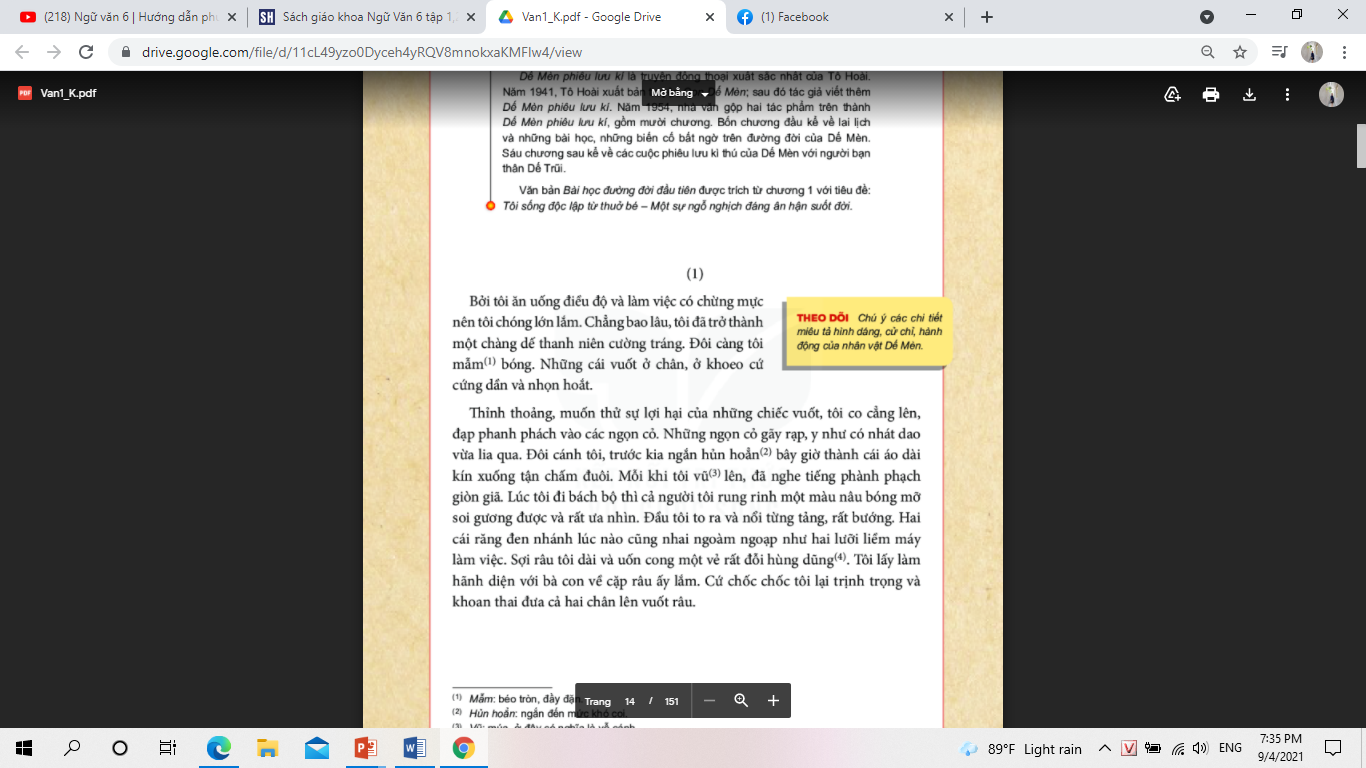 (218) Ngữ văn 6 | Hướng dẫn ph
Sách giáo khoa Ngữ Văn 6 tập 1,
Van1_K.pdf - Google Drive
(1) Facebook
drive.google.com/file/d/11cL49yzo0Dyceh4yRQV8mnokxaKMFlw4/view
Van1_K.pdf
Mở bằng
Dế Mèn phiêu lưu kí là truyện đồng thoại xuất sắc nhất của Tô Hoài.
Năm 1941, Tô Hoài xuất bản Dế Mèn; sau đó tác giả viết thêm
Dế Mèn phiêu lưu kí. Năm 1954, nhà văn gộp hai tác phẩm trên thành
Dế Mèn phiêu lưu kí, gồm mười chương. Bốn chương đầu kể về lai lịch
và những bài học, những biến cố bất ngờ trên đường đời của Dế Mèn.
Sáu chương sau kể về các cuộc phiêu lưu kì thú của Dế Mèn với người bạn
thân Dế Trũi.
Văn bản Bài học đường đời đầu tiên được trích từ chương 1 với tiêu đề:
Tôi sống độc lập từ thuở bé – Một sự ngỗ nghịch đáng ân hận suốt đời.
(1)
Bởi tôi ăn uống điều độ và làm việc có chừng mực
nên tôi chóng lớn lắm. Chẳng bao lâu, tôi đã trở thành
một chàng dế thanh niên cường tráng. Đôi càng tôi
mẫm(1) bóng. Những cái vuốt ở chân, ở khoeo cứ
cứng dần và nhọn hoắt.
THEO DÕI Chú ý các chi tiết
miêu tả hình dáng, cử chỉ, hành
động của nhân vật Dế Mèn.
Thỉnh thoảng, muốn thử sự lợi hại của những chiếc vuốt, tôi co cẳng lên,
đạp phanh phách vào các ngọn cỏ. Những ngọn cỏ gãy rạp, y như có nhát dao
vừa lia qua. Đôi cánh tôi, trước kia ngắn hủn hoẳn(2) bây giờ thành cái áo dài
kín xuống tận chấm đuôi. Mỗi khi tôi vũ(3) lên, đã nghe tiếng phành phạch
giòn giã. Lúc tôi đi bách bộ thì cả người tôi rung rinh một màu nâu bóng mỡ
soi gương được và rất ưa nhìn. Đầu tôi to ra và nổi từng tảng, rất bướng. Hai
cái răng đen nhánh lúc nào cũng nhai ngoàm ngoạp như hai lưỡi liềm máy
làm việc. Sợi râu tôi dài và uốn cong một vẻ rất đỗi hùng dũng(4). Tôi lấy làm
hãnh diện với bà con về cặp râu ấy lắm. Cứ chốc chốc tôi lại trịnh trọng và
khoan thai đưa cả hai chân lên vuốt râu.
(1) Mẫm: béo tròn, đầy đặn.
(2) Hủn hoẳn: ngắn đến mức khó coi.
(3) Vũ: múa, ở đây có nghĩa là vỗ cánh.
Trang 14 / 151
89°F Light rain
ENG
7:35 PM
9/4/2021